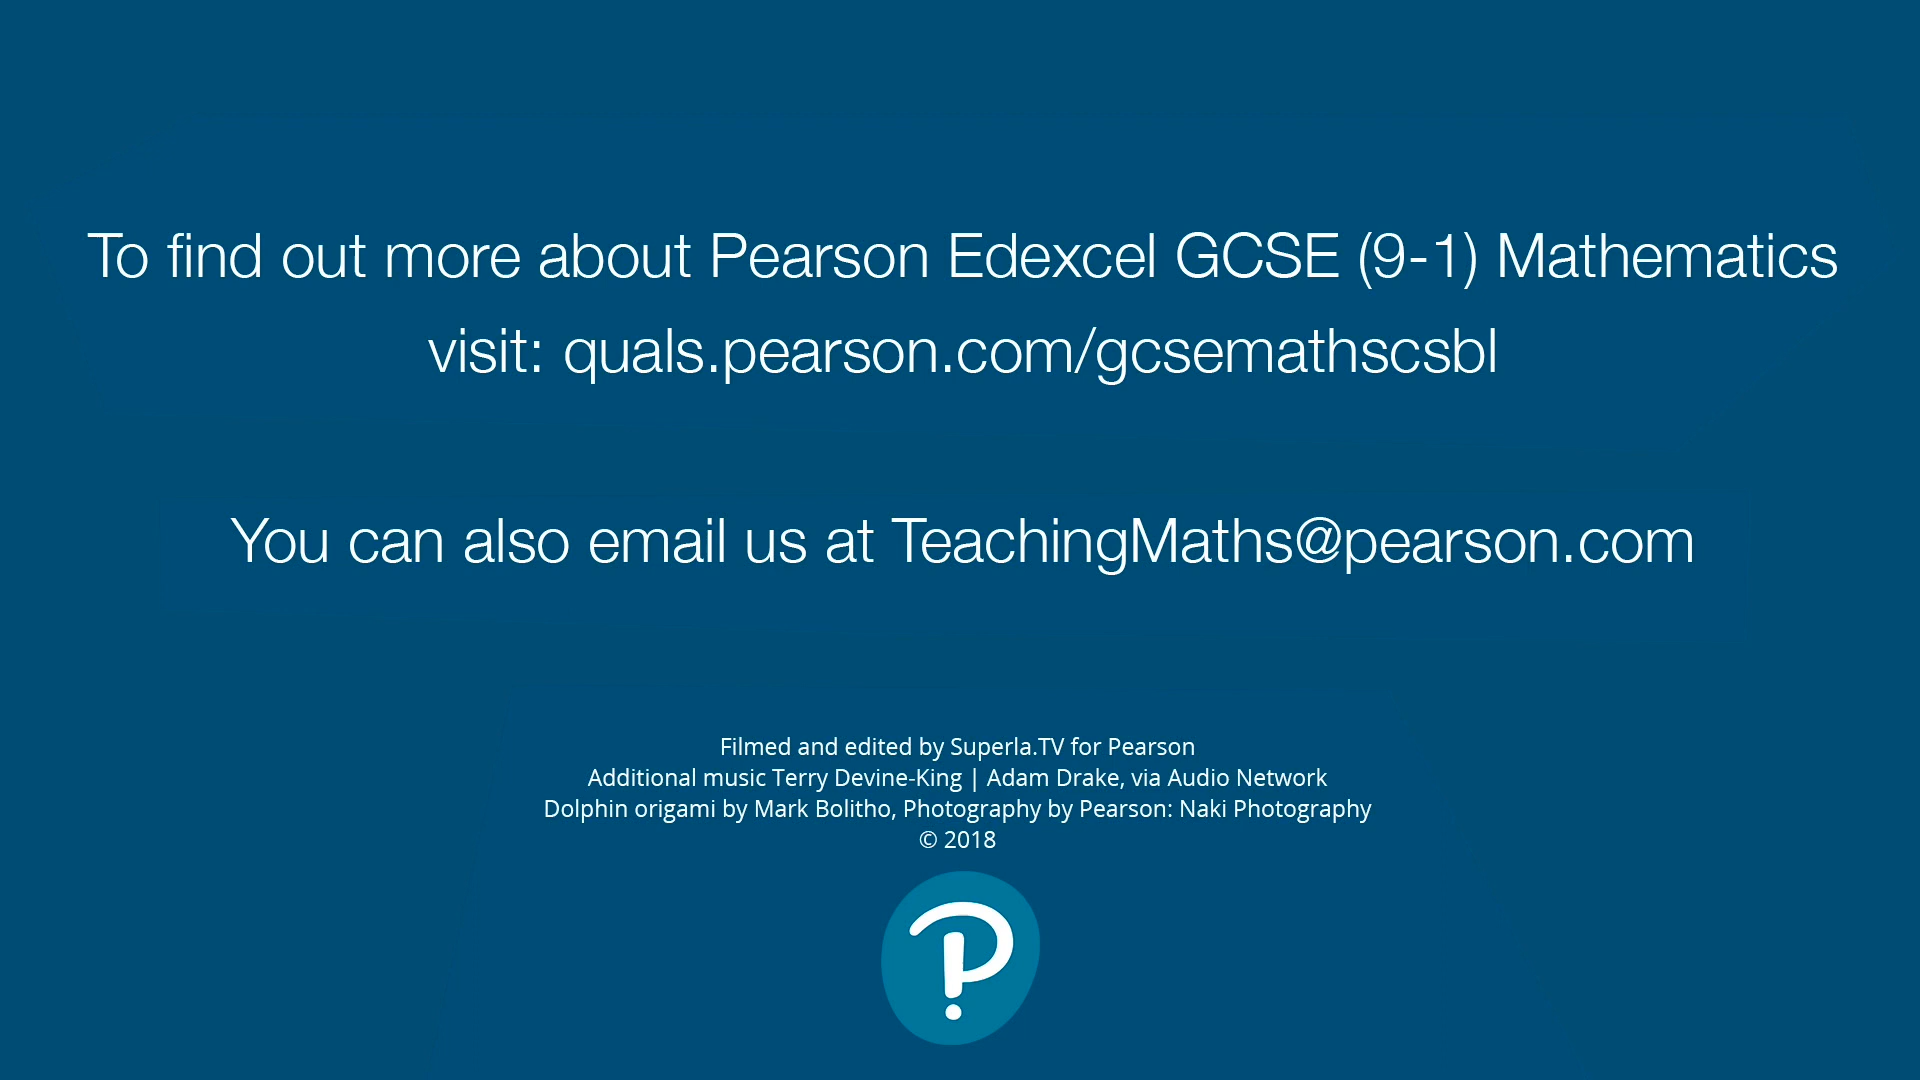 To find out more about Pearson Edexcel GCSE (9-1) Mathematics
visit: quals.pearson.com/gcsemathscsbl
You can also email us at TeachingMaths@pearson.com
Filmed and edited by Superla.TV for Pearson
Additional music Terry Devine-King | Adam Drake, via Audio Network
Dolphin origami by Mark Bolitho, Photography by Pearson: Naki Photography
© 2018